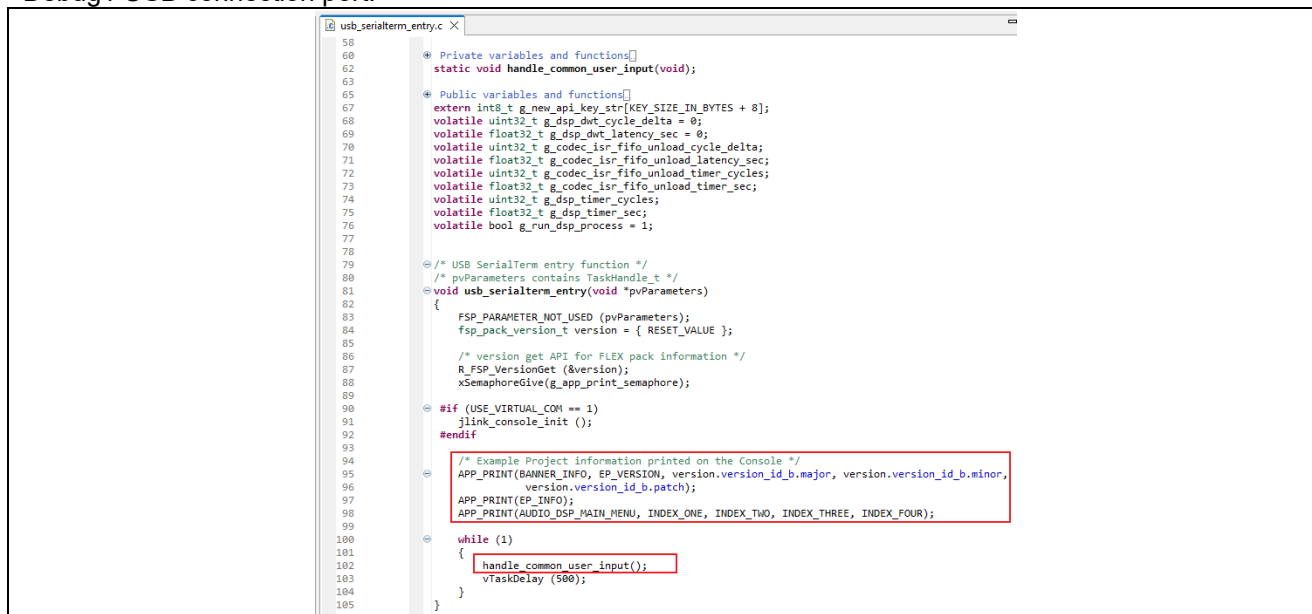 Debug1 USB connection port.
usb_serialterm_entry.c
58
60 Private variables and functions
62 static void handle_common_user_input(void);
63
65 Public variables and functions
67 extern int8_t g_new_api_key_str[KEY_SIZE_IN_BYTES + 8];
68 volatile uint32_t g_dsp_dwt_cycle_delta = 0;
69 volatile float32_t g_dsp_dwt_latency_sec = 0;
70 volatile uint32_t g_codec_isr_fifo_unload_cycle_delta;
71 volatile float32_t g_codec_isr_fifo_unload_latency_sec;
72 volatile uint32_t g_codec_isr_fifo_unload_timer_cycles;
73 volatile float32_t g_codec_isr_fifo_unload_timer_sec;
74 volatile uint32_t g_dsp_timer_cycles;
75 volatile float32_t g_dsp_timer_sec;
76 volatile bool g_run_dsp_process = 1;
77
78
79 /* USB SerialTerm entry function */
80 /* pvParameters contains TaskHandle_t */
81 void usb_serialterm_entry(void *pvParameters)
82 {
83 FSP_PARAMETER_NOT_USED (pvParameters);
84 fsp_pack_version_t version = { RESET_VALUE };
85
86 /* version get API for FLEX pack information */
87 R_FSP_VersionGet (&version);
88 xSemaphoreGive(g_app_print_semaphore);
89
90 #if (USE_VIRTUAL_COM == 1)
91 jlink_console_init ();
92 #endif
93
94 /* Example Project information printed on the Console */
95 APP_PRINT(BANNER_INFO, EP_VERSION, version.version_id_b.major, version.version_id_b.minor,
96 version.version_id_b.patch);
97 APP_PRINT(EP_INFO);
98 APP_PRINT(AUDIO_DSP_MAIN_MENU, INDEX_ONE, INDEX_TWO, INDEX_THREE, INDEX_FOUR);
99
100 while (1)
101 {
102 handle_common_user_input();
103 vTaskDelay (500);
104 }
105 }